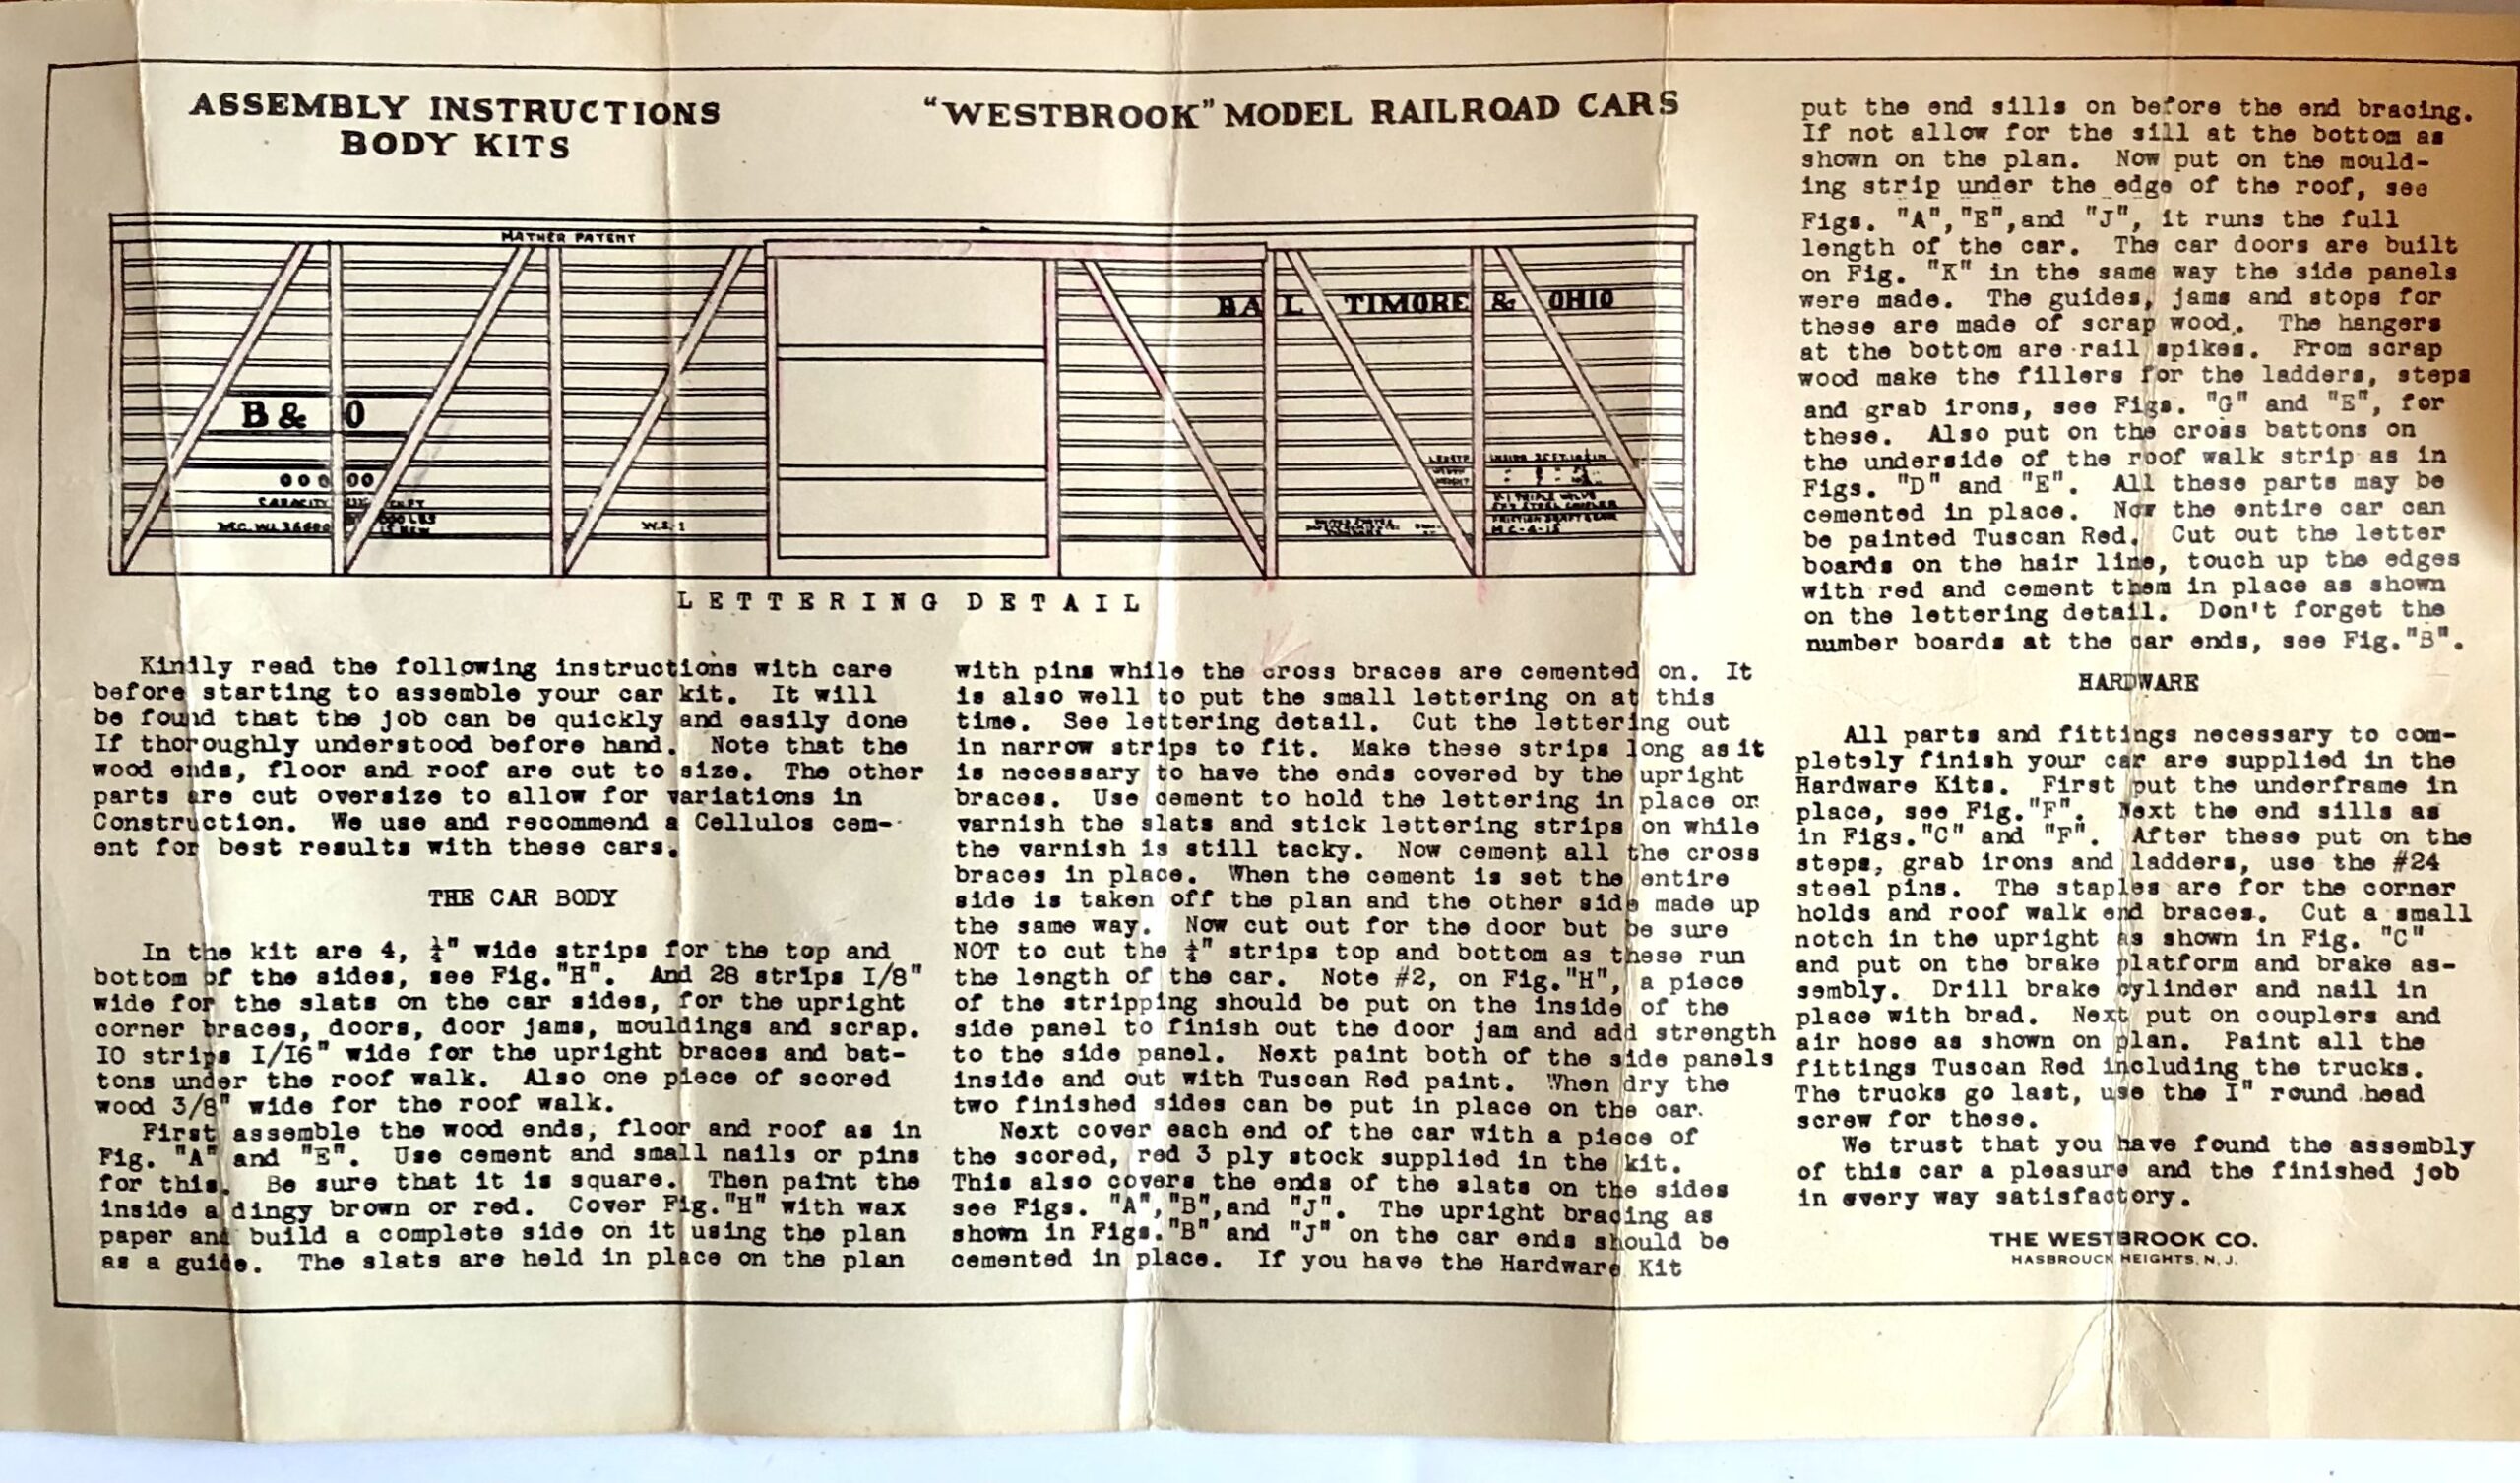 ASSEMBLY INSTRUCTIONS
BODY KITS
"WESTBROOK" MODEL RAILROAD CARS
MATHER PATENT
BAL TIMORE & OHIO
B & O
000 00
CAPACITY
W.S. 1
LETTERING DETAIL
Kindly read the following instructions with care
before starting to assemble your car kit. It will
be found that the job can be quickly and easily done
If thoroughly understood before hand. Note that the
wood ends, floor and roof are cut to size. The other
parts are cut oversize to allow for variations in
Construction. We use and recommend a Cellulos cem-
ent for best results with these cars.
THE CAR BODY
In the kit are 4, ¼" wide strips for the top and
bottom of the sides, see Fig."H". And 28 strips I/8"
wide for the slats on the car sides, for the upright
corner braces, doors, door jams, mouldings and scrap.
IO strips I/I6" wide for the upright braces and bat-
tons under the roof walk. Also one piece of scored
wood 3/8" wide for the roof walk.
First assemble the wood ends, floor and roof as in
Fig. "A" and "E". Use cement and small nails or pins
for this. Be sure that it is square. Then paint the
inside a dingy brown or red. Cover Fig."H" with wax
paper and build a complete side on it using the plan
as a guide. The slats are held in place on the plan
with pins while the cross braces are cemented on. It
is also well to put the small lettering on at this
time. See lettering detail. Cut the lettering out
in narrow strips to fit. Make these strips long as it
is necessary to have the ends covered by the upright
braces. Use cement to hold the lettering in place or
varnish the slats and stick lettering strips on while
the varnish is still tacky. Now cement all the cross
braces in place. When the cement is set the entire
side is taken off the plan and the other side made up
the same way. Now cut out for the door but be sure
NOT to cut the ¼" strips top and bottom as these run
the length of the car. Note #2, on Fig."H", a piece
of the stripping should be put on the inside of the
side panel to finish out the door jam and add strength
to the side panel. Next paint both of the side panels
inside and out with Tuscan Red paint. When dry the
two finished sides can be put in place on the car.
Next cover each end of the car with a piece of
the scored, red 3 ply stock supplied in the kit.
This also covers the ends of the slats on the sides
see Figs. "A","B",and "J". The upright bracing as
shown in Figs."B" and "J" on the car ends should be
cemented in place. If you have the Hardware Kit
put the end sills on before the end bracing.
If not allow for the sill at the bottom as
shown on the plan. Now put on the mould-
ing strip under the edge of the roof, see
Figs. "A","E",and "J", it runs the full
length of the car. The car doors are built
on Fig. "K" in the same way the side panels
were made. The guides, jams and stops for
these are made of scrap wood. The hangers
at the bottom are rail spikes. From scrap
wood make the fillers for the ladders, steps
and grab irons, see Figs. "G" and "E", for
these. Also put on the cross battons on
the underside of the roof walk strip as in
Figs. "D" and "E". All these parts may be
cemented in place. Now the entire car can
be painted Tuscan Red. Cut out the letter
boards on the hair line, touch up the edges
with red and cement them in place as shown
on the lettering detail. Don't forget the
number boards at the car ends, see Fig."B".
HARDWARE
All parts and fittings necessary to com-
pletely finish your car are supplied in the
Hardware Kits. First put the underframe in
place, see Fig."F". Next the end sills as
in Figs."C" and "F". After these put on the
steps, grab irons and ladders, use the #24
steel pins. The staples are for the corner
holds and roof walk end braces. Cut a small
notch in the upright as shown in Fig. "C"
and put on the brake platform and brake as-
sembly. Drill brake cylinder and nail in
place with brad. Next put on couplers and
air hose as shown on plan. Paint all the
fittings Tuscan Red including the trucks.
The trucks go last, use the I" round head
screw for these.
We trust that you have found the assembly
of this car a pleasure and the finished job
in every way satisfactory.
THE WESTBROOK CO.
HASBROUCK HEIGHTS, N. J.